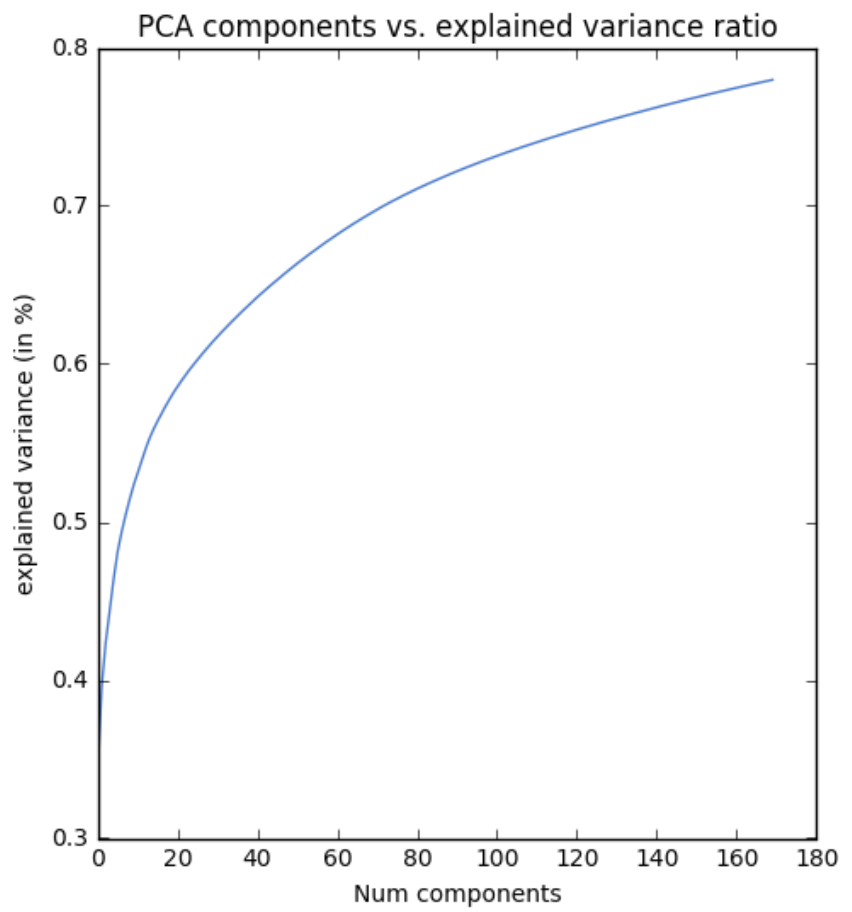 PCA components vs. explained variance ratio
0.8
0.7
0.6
0.5
0.4
0.3
explained variance (in %)
0 20 40 60 80 100 120 140 160 180
Num components